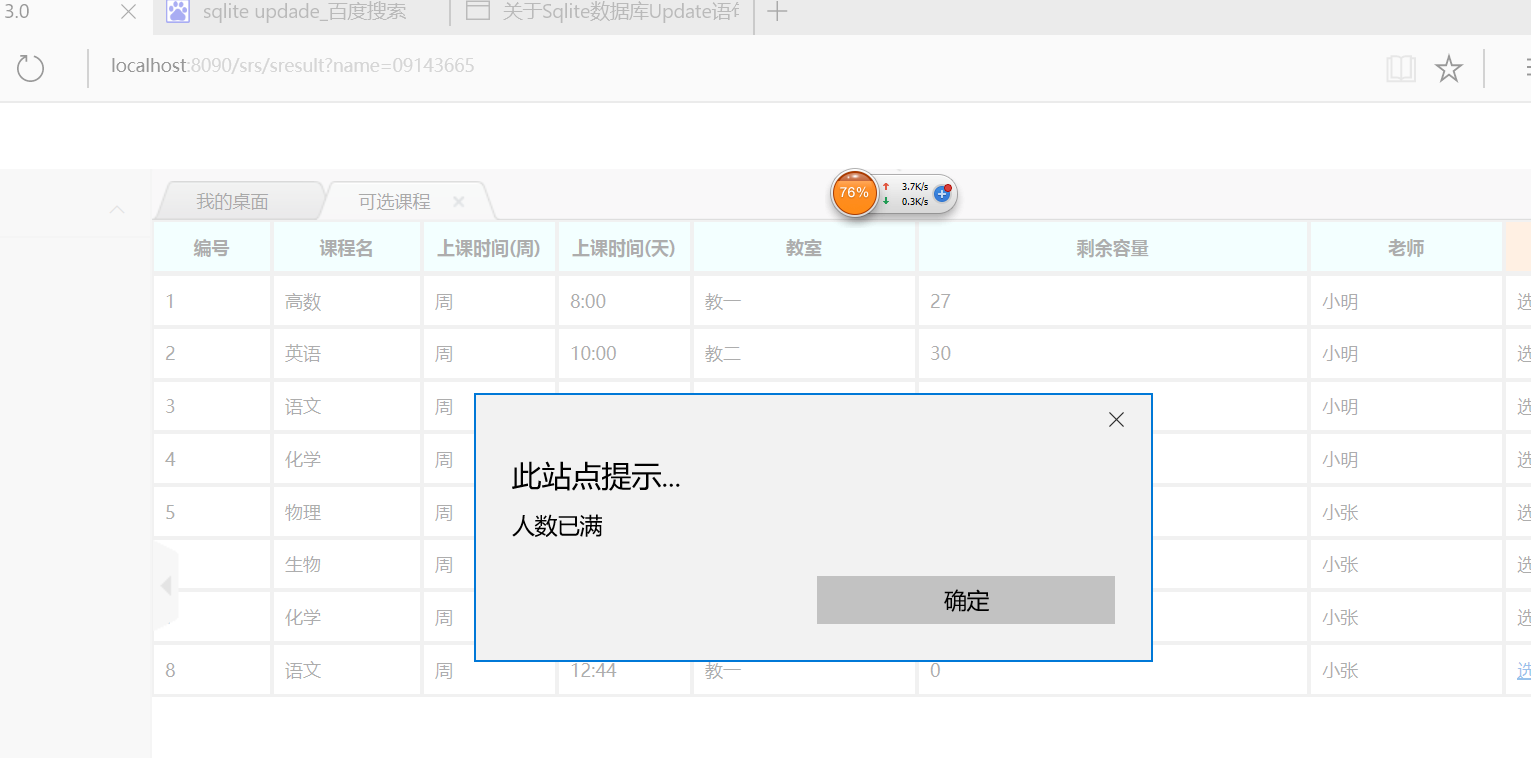 3.0 sqlite updade_百度搜索 关于Sqlite数据库Update语
localhost:8090/srs/sresult?name=09143665
我的桌面 可选课程
76% 3.7K/s
0.3K/s
编号 课程名 上课时间(周) 上课时间(天) 教室 剩余容量 老师
1 高数 周 8:00 教一 27 小明 选
2 英语 周 10:00 教二 30 小明 选
3 语文 周 小明 选
4 化学 周 小明 选
5 物理 周 小张 选
生物 周 小张 选
化学 周 小张 选
8 语文 周 12:44 教一 0 小张 选
此站点提示...
人数已满
确定